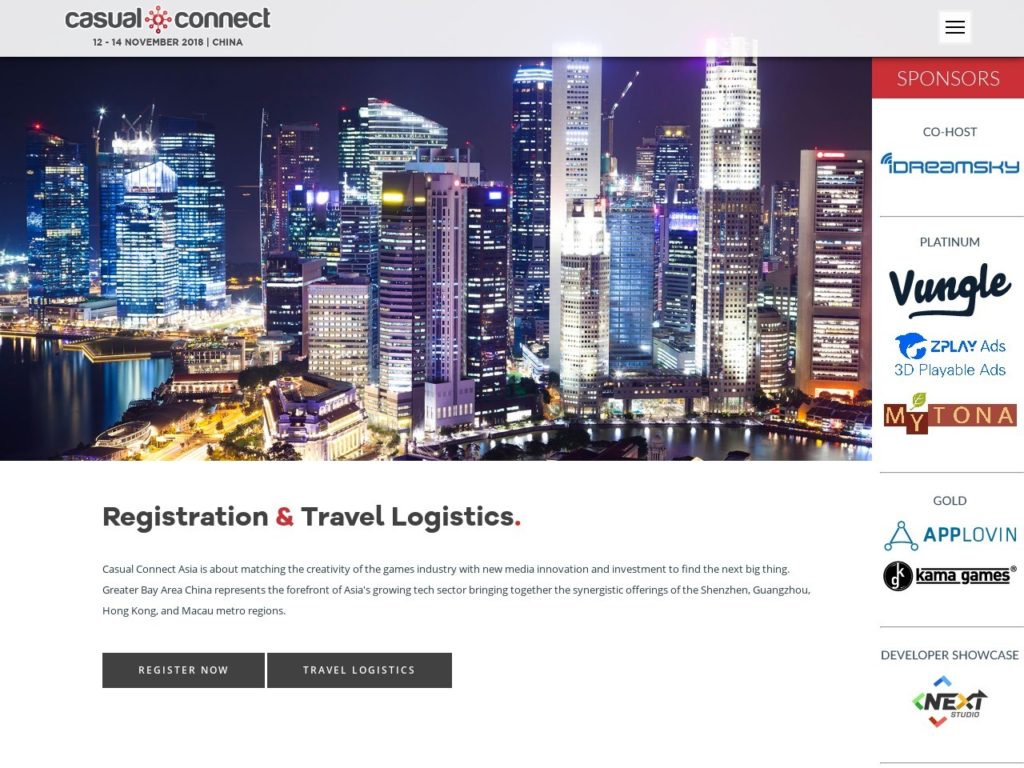 casual connect
12 - 14 NOVEMBER 2018 | CHINA
SPONSORS
CO-HOST
iDREAMSKY
PLATINUM
Vungle
ZPLAY Ads
3D Playable Ads
MYTONA
GOLD
APPLOVIN
kg kama games®
DEVELOPER SHOWCASE
NEXT
STUDIO
Registration & Travel Logistics.
Casual Connect Asia is about matching the creativity of the games industry with new media innovation and investment to find the next big thing.
Greater Bay Area China represents the forefront of Asia's growing tech sector bringing together the synergistic offerings of the Shenzhen, Guangzhou,
Hong Kong, and Macau metro regions.
REGISTER NOW
TRAVEL LOGISTICS